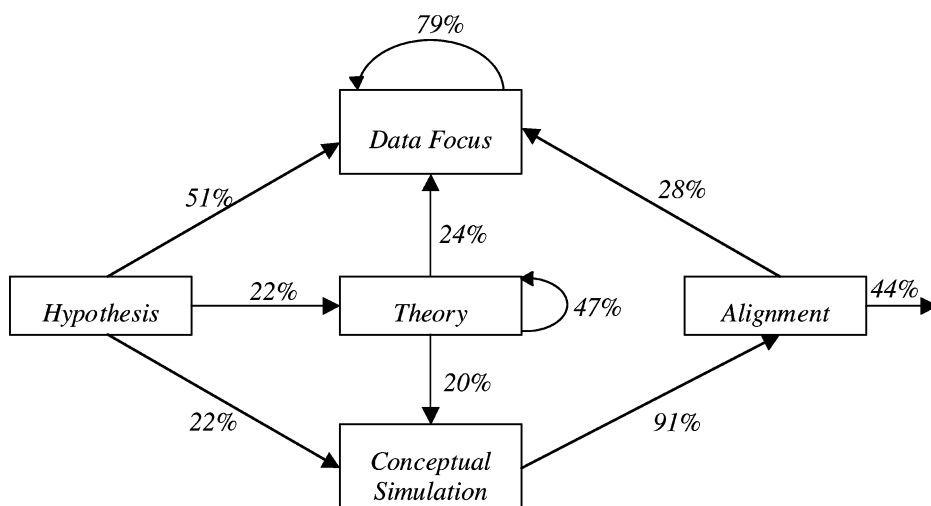 79%
Data Focus
51%
28%
24%
Hypothesis
22%
Theory
47%
Alignment
44%
20%
22%
91%
Conceptual
Simulation